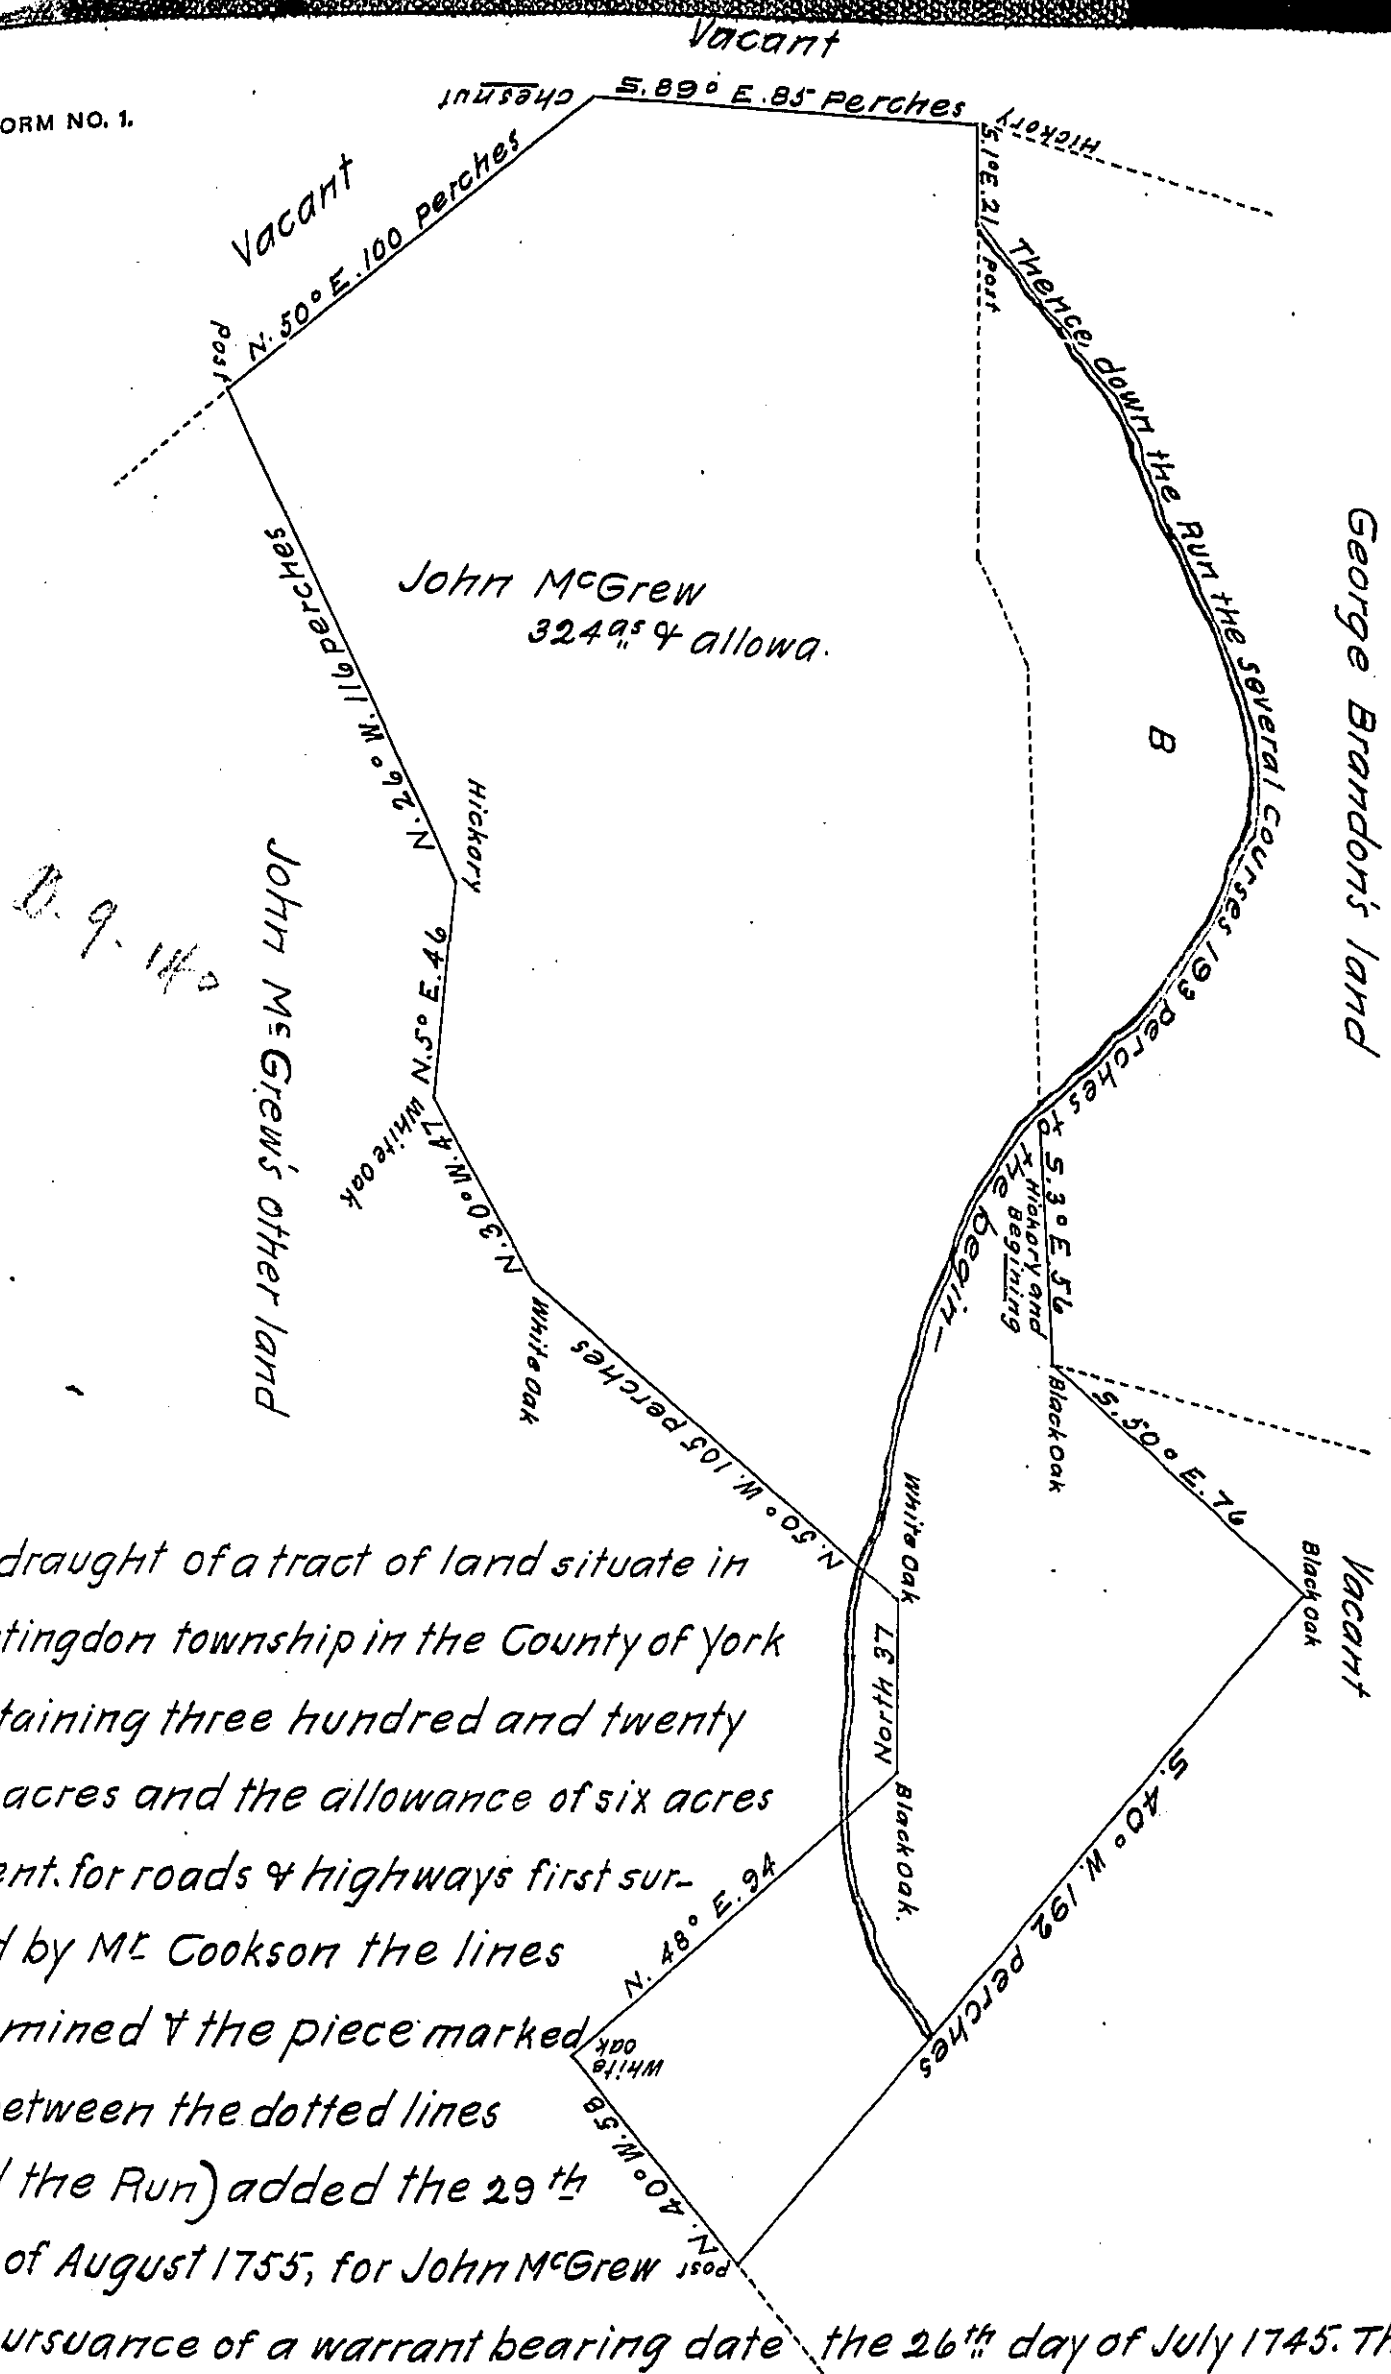 Vacant
ORM NO. 1.
chesnut
S. 89° E. 85 Perches
Hickory
S. 1° E. 21
Post
Vacant
N. 50° E. 100 perches
Post
Thence, down the Run the several Courses 193 perches to the begin-
George Brandon's land
John McGrew
324 as & allowa.
B
N. 26° W. 116 perches
Hickory
N. 5° E. 46
White Oak
John McGrew's other land
N. 30° W. 47
White Oak
N. 50° W. 105 perches
S. 3° E 56
Hickory and
Begining
Black Oak
S. 50° E. 76
Black Oak
Vacant
White Oak
North 37
Black Oak.
S. 40° W. 192 perches
N. 48° E. 94
White
oak
N. 40° W. 58
post
draught of a tract of land situate in
tingdon township in the County of York
taining three hundred and twenty
acres and the allowance of six acres
ent. for roads & highways first sur-
d by Mr Cookson the lines
mined & the piece marked
etween the dotted lines
the Run) added the 29th
of August 1755, for John McGrew
ursuance of a warrant bearing date the 26th day of July 1745. Th